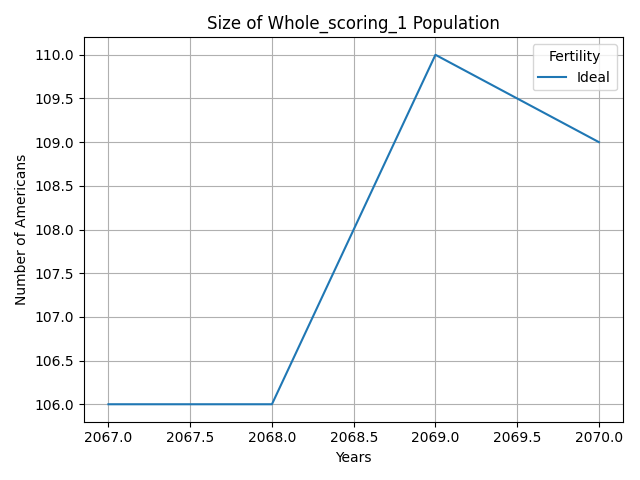 Size of Whole_scoring_1 Population
Fertility
Ideal
Number of Americans
110.0
109.5
109.0
108.5
108.0
107.5
107.0
106.5
106.0
2067.0 2067.5 2068.0 2068.5 2069.0 2069.5 2070.0
Years